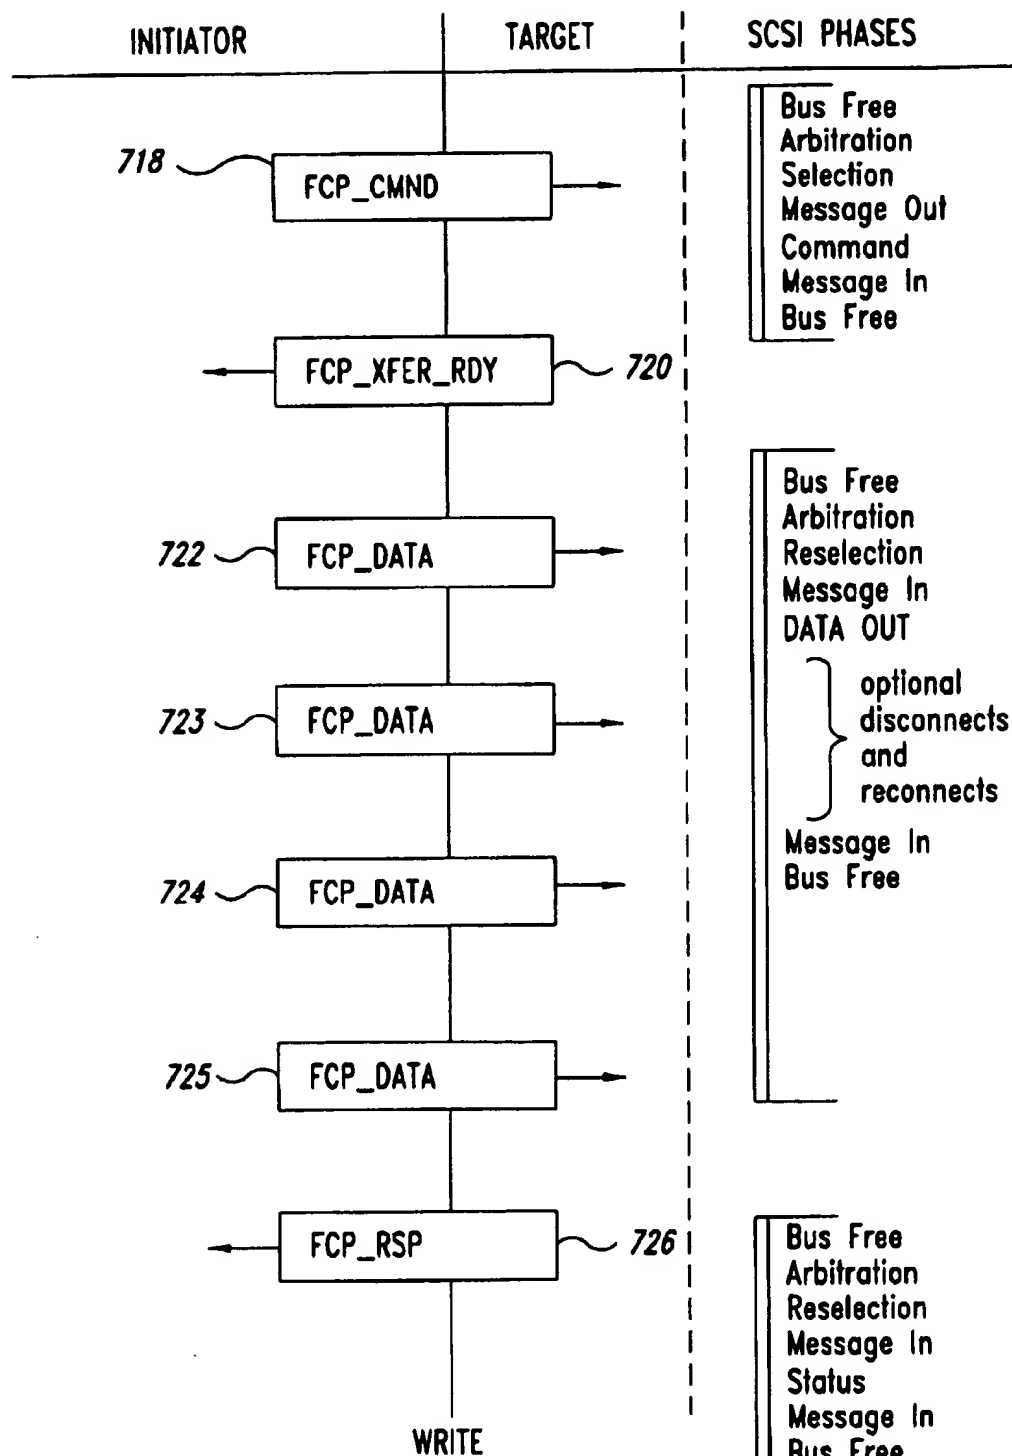 INITIATOR TARGET SCSI PHASES
718
FCP_CMND
Bus Free
Arbitration
Selection
Message Out
Command
Message In
Bus Free
FCP_XFER_RDY 720
722 FCP_DATA
723 FCP_DATA
724 FCP_DATA
725 FCP_DATA
Bus Free
Arbitration
Reselection
Message In
DATA OUT
optional
disconnects
and
reconnects
Message In
Bus Free
FCP_RSP 726
Bus Free
Arbitration
Reselection
Message In
Status
Message In
Bus Free
WRITE